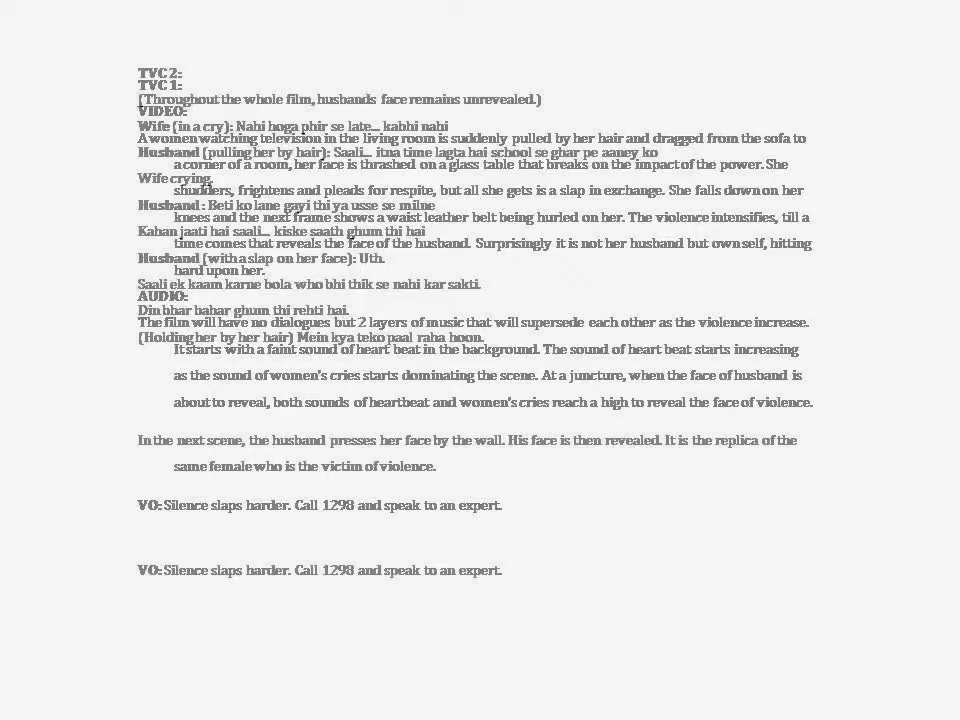 TVC 2:
TVC 1:
(Throughout the whole film, husbands face remains unrevealed.)
VIDEO:
Wife (in a cry): Nahi hoga phir se late... kabhi nahi
A women watching television in the living room is suddenly pulled by her hair and dragged from the sofa to
Husband (pulling her by hair): Saali... itna time lagta hai school se ghar pe aaney ko
a corner of a room, her face is thrashed on a glass table that breaks on the impact of the power. She
Wife crying.
shudders, frightens and pleads for respite, but all she gets is a slap in exchange. She falls down on her
Husband : Beti ko lane gayi thi ya usse se milne
knees and the next frame shows a waist leather belt being hurled on her. The violence intensifies, till a
Kahan jaati hai saali... kiske saath ghum thi hai
time comes that reveals the face of the husband. Surprisingly it is not her husband but own self, hitting
Husband (with a slap on her face): Uth.
hard upon her.
Saali ek kaam karne bola who bhi thik se nahi kar sakti.
AUDIO:
Din bhar bahar ghum thi rehti hai.
The film will have no dialogues but 2 layers of music that will supersede each other as the violence increase.
(Holding her by her hair) Mein kya teko paal raha hoon.
It starts with a faint sound of heart beat in the background. The sound of heart beat starts increasing
as the sound of women's cries starts dominating the scene. At a juncture, when the face of husband is
about to reveal, both sounds of heartbeat and women's cries reach a high to reveal the face of violence.
In the next scene, the husband presses her face by the wall. His face is then revealed. It is the replica of the
same female who is the victim of violence.
VO: Silence slaps harder. Call 1298 and speak to an expert.
VO: Silence slaps harder. Call 1298 and speak to an expert.